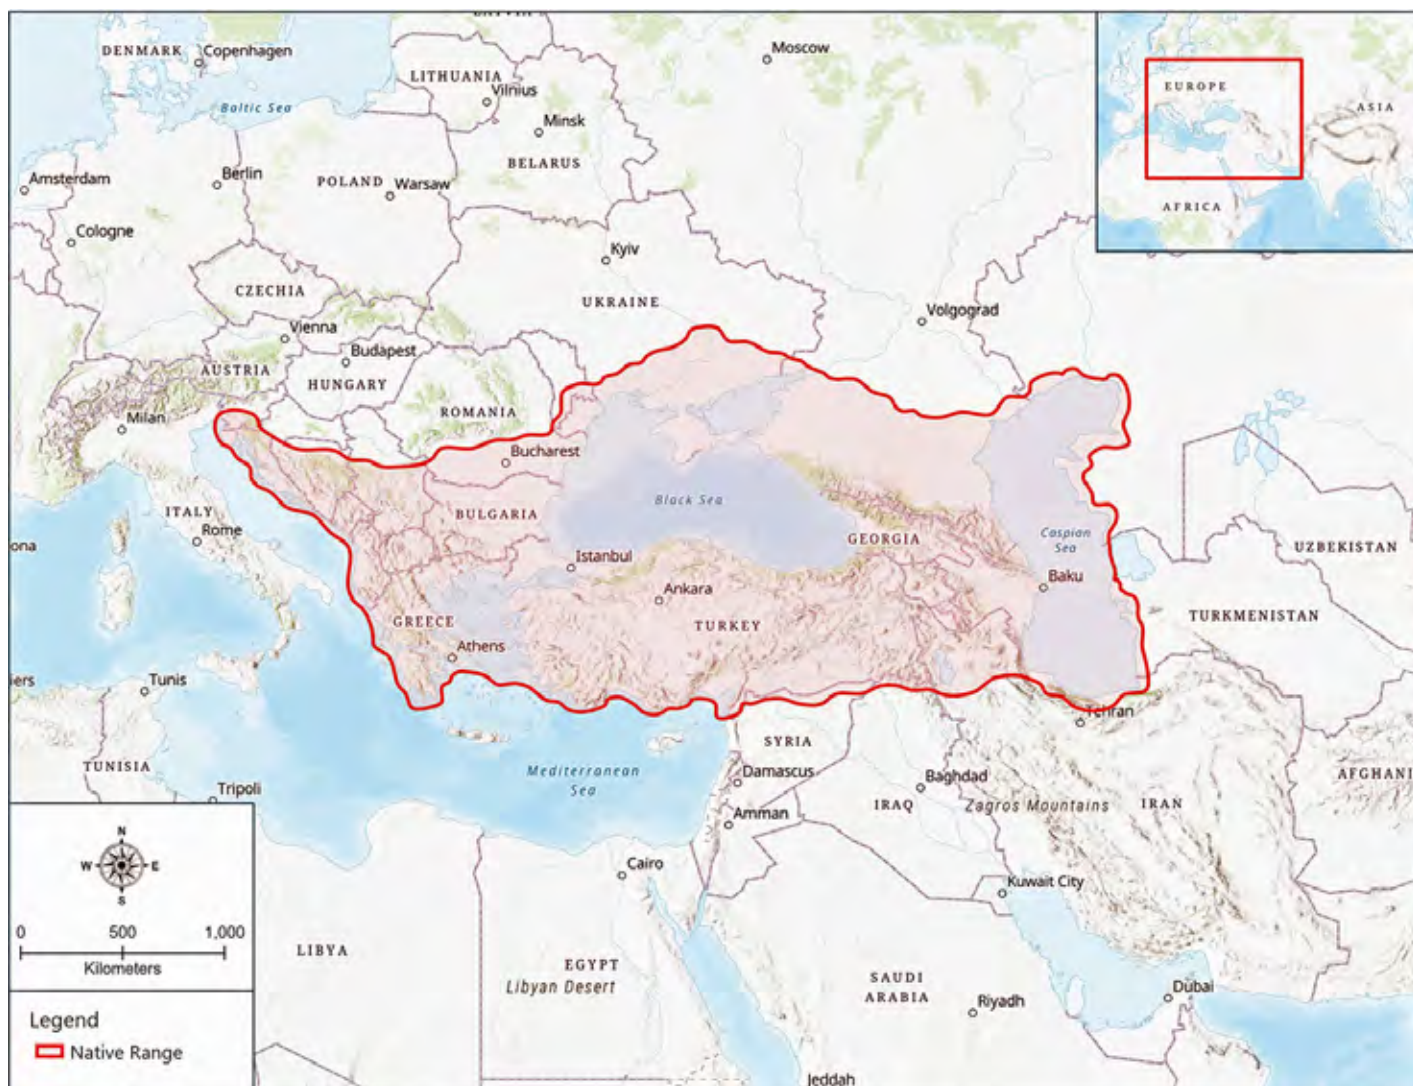 DENMARK
Copenhagen
Baltic Sea
LITHUANIA
Vilnius
Moscow
Minsk
BELARUS
EUROPE
ASIA
AFRICA
Amsterdam
Berlin
POLAND
Warsaw
Cologne
Kyiv
CZECHIA
UKRAINE
Volgograd
Vienna
Budapest
AUSTRIA
HUNGARY
ROMANIA
Milan
Bucharest
Black Sea
ITALY
Rome
BULGARIA
GEORGIA
Caspian
Sea
ona
Istanbul
UZBEKISTAN
Ankara
Baku
GREECE
TURKEY
TURKMENISTAN
Athens
iers
Tunis
Tehran
SYRIA
Mediterranean
Sea
TUNISIA
Damascus
Baghdad
AFGHANI
Tripoli
IRAQ
Zagros Mountains
IRAN
Amman
N
W
E
S
Cairo
Kuwait City
0
500
1,000
Kilometers
LIBYA
EGYPT
Libyan Desert
SAUDI
ARABIA
Riyadh
Dubai
Legend
Native Range
Jeddah